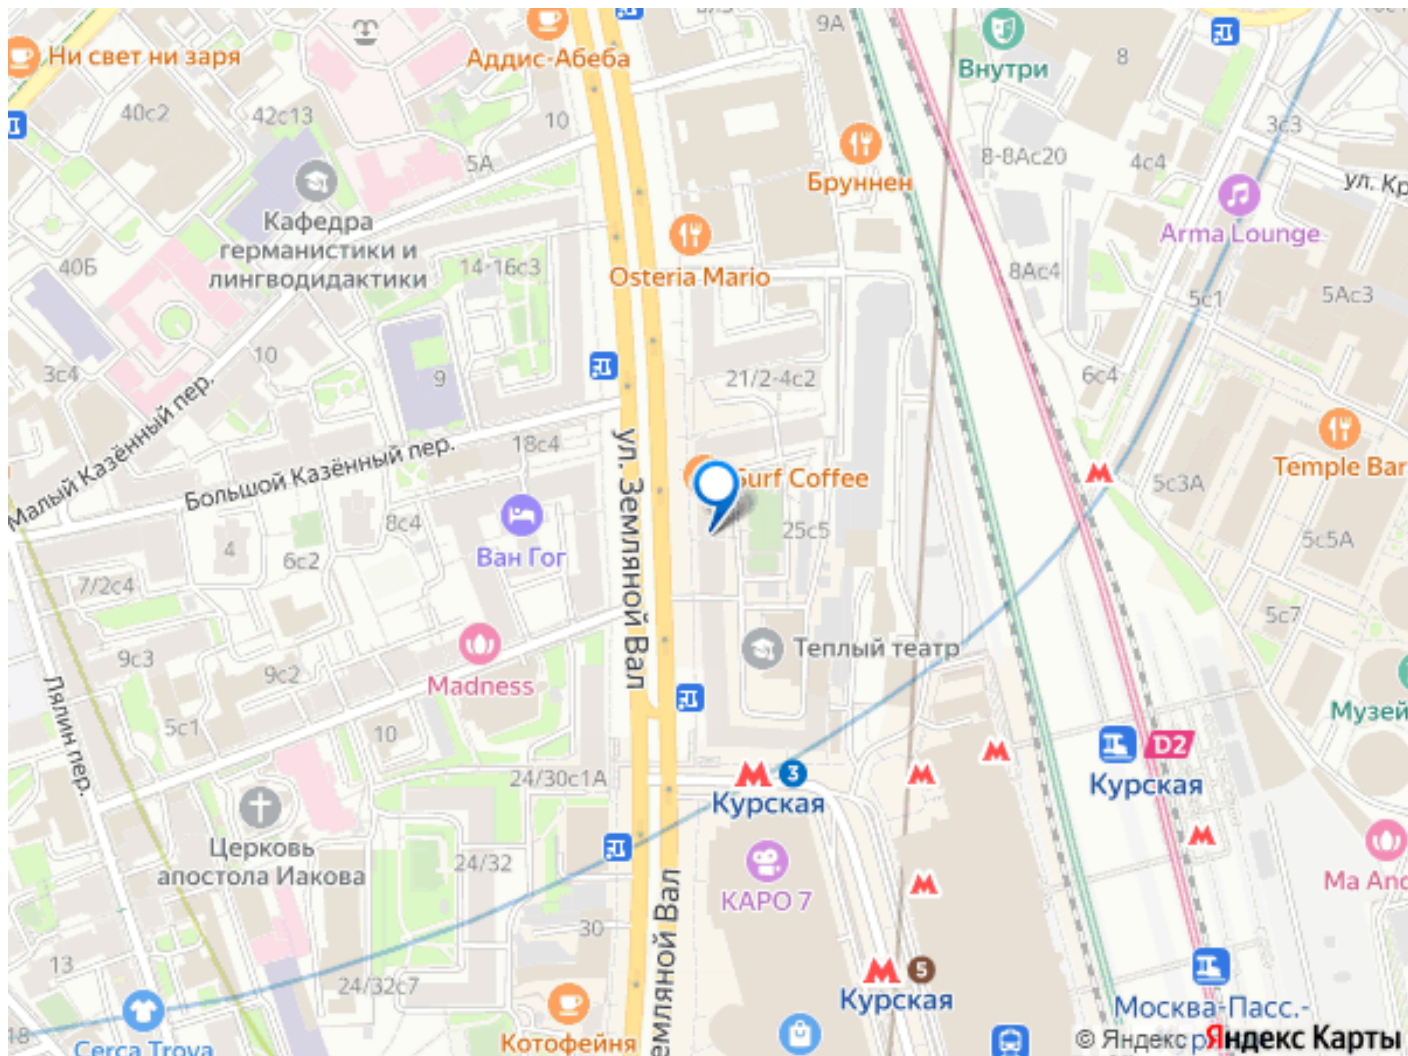 9А
Внутри
8
Ни свет ни заря
Аддис-Абеба
40с2
42с13
10
5А
3с3
8-8Ас20
4с4
Бруннен
ул. Кр
Кафедра
германистики и
лингводидактики
Arma Lounge
40Б
14-16с3
Osteria Mario
8Ас4
5с1
5Ас3
10
3с4
9
21/2-4с2
6с4
Малый Казённый пер.
Большой Казённый пер.
18с4
ул. Земляной Вал
Surf Coffee
Temple Bar
5с3А
8с4
25с5
4
6с2
Ван Гог
5с5А
7/2с4
5с7
9с3
9с2
Madness
Теплый театр
Лялин пер.
5с1
10
Музей
D2
Курская
24/30с1А
3
Курская
Церковь
апостола Иакова
24/32
КАРО 7
Ma And
земляной Вал
30
13
24/32с7
5
Курская
Москва-Пасс.-
18
Cerca Trova
Котофейня
© Яндекс
Яндекс Карты